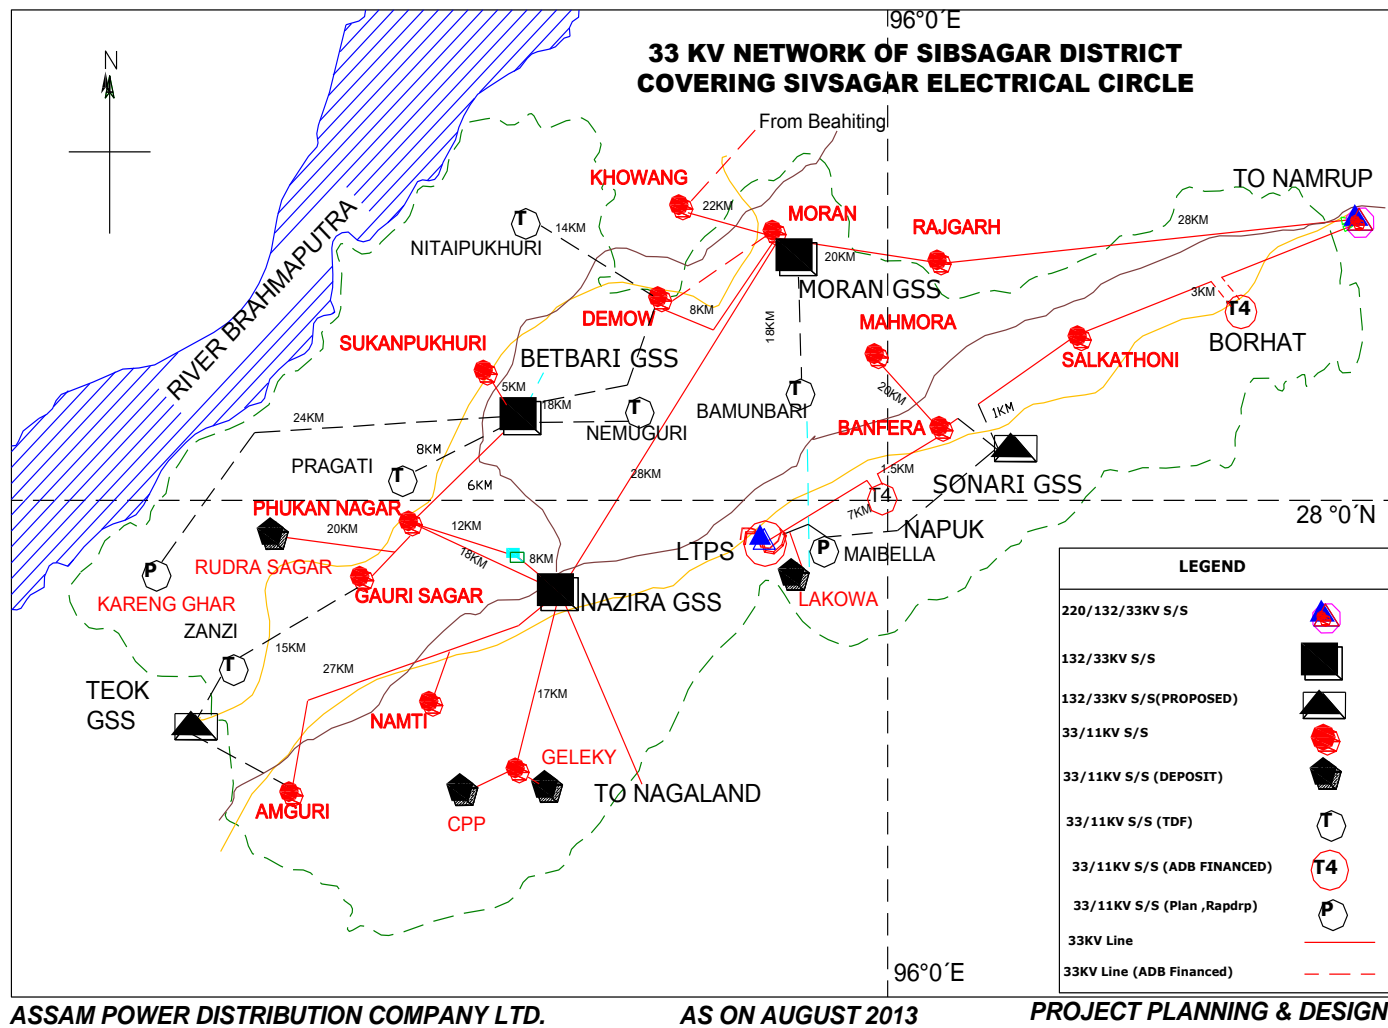 96°0´E
33 KV NETWORK OF SIBSAGAR DISTRICT
COVERING SIVSAGAR ELECTRICAL CIRCLE
N
From Beahiting
KHOWANG
22KM
MORAN
TO NAMRUP
28KM
RAJGARH
20KM
14KM
NITAIPUKHURI
RIVER BRAHMAPUTRA
MORAN GSS
3KM
T4
BORHAT
DEMOW
8KM
MAHMORA
18KM
SUKANPUKHURI
BETBARI GSS
SALKATHONI
5KM
18KM
20KM
T
T
T
BAMUNBARI
1KM
24KM
NEMUGURI
BANFERA
8KM
PRAGATI
T
28KM
1.5KM
SONARI GSS
6KM
T4
7KM
PHUKAN NAGAR
20KM
12KM
NAPUK
28 °0´N
18KM
8KM
LTPS
P
MAIBELLA
RUDRA SAGAR
P
KARENG GHAR
GAURI SAGAR
NAZIRA GSS
LAKOWA
ZANZI
15KM
T
27KM
TEOK
GSS
17KM
NAMTI
GELEKY
AMGURI
CPP
TO NAGALAND
LEGEND
220/132/33KV S/S
132/33KV S/S
132/33KV S/S(PROPOSED)
33/11KV S/S
33/11KV S/S (DEPOSIT)
33/11KV S/S (TDF) T
33/11KV S/S (ADB FINANCED) T4
33/11KV S/S (Plan ,Rapdrp) P
33KV Line
33KV Line (ADB Financed)
96°0´E
ASSAM POWER DISTRIBUTION COMPANY LTD. AS ON AUGUST 2013 PROJECT PLANNING & DESIGN